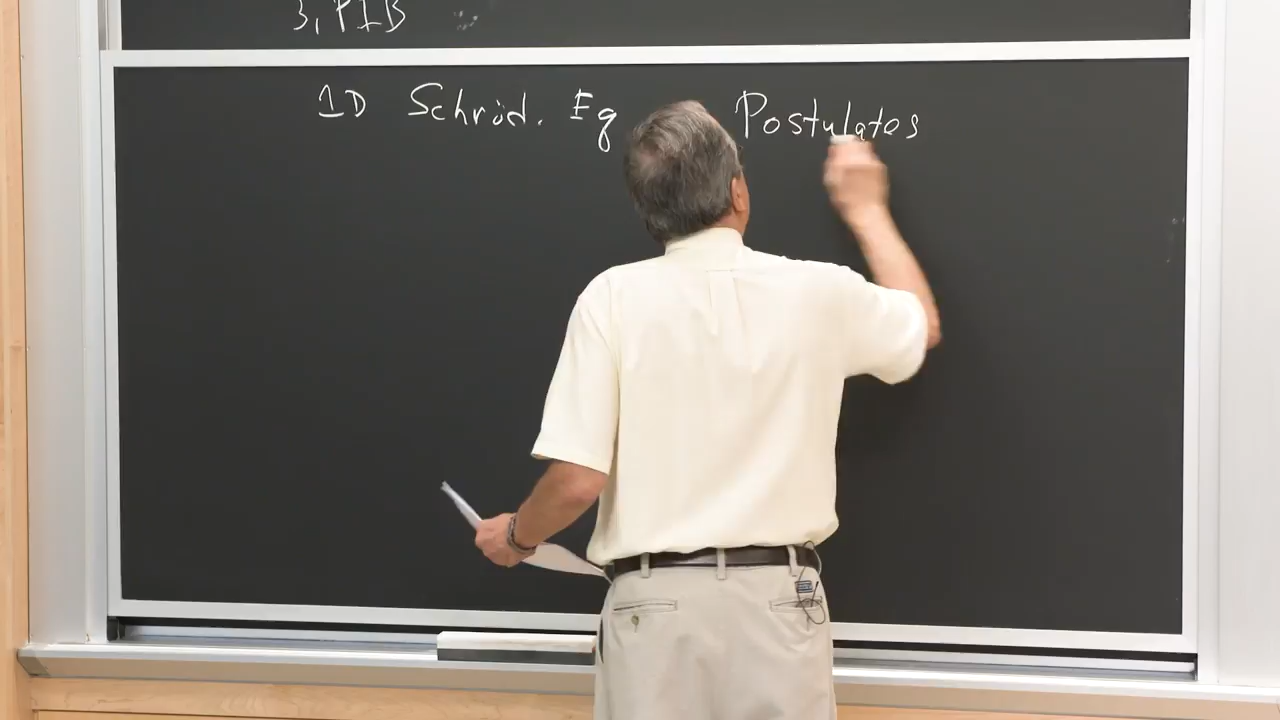 3, PIB
1D Schröd. Eq Postulates